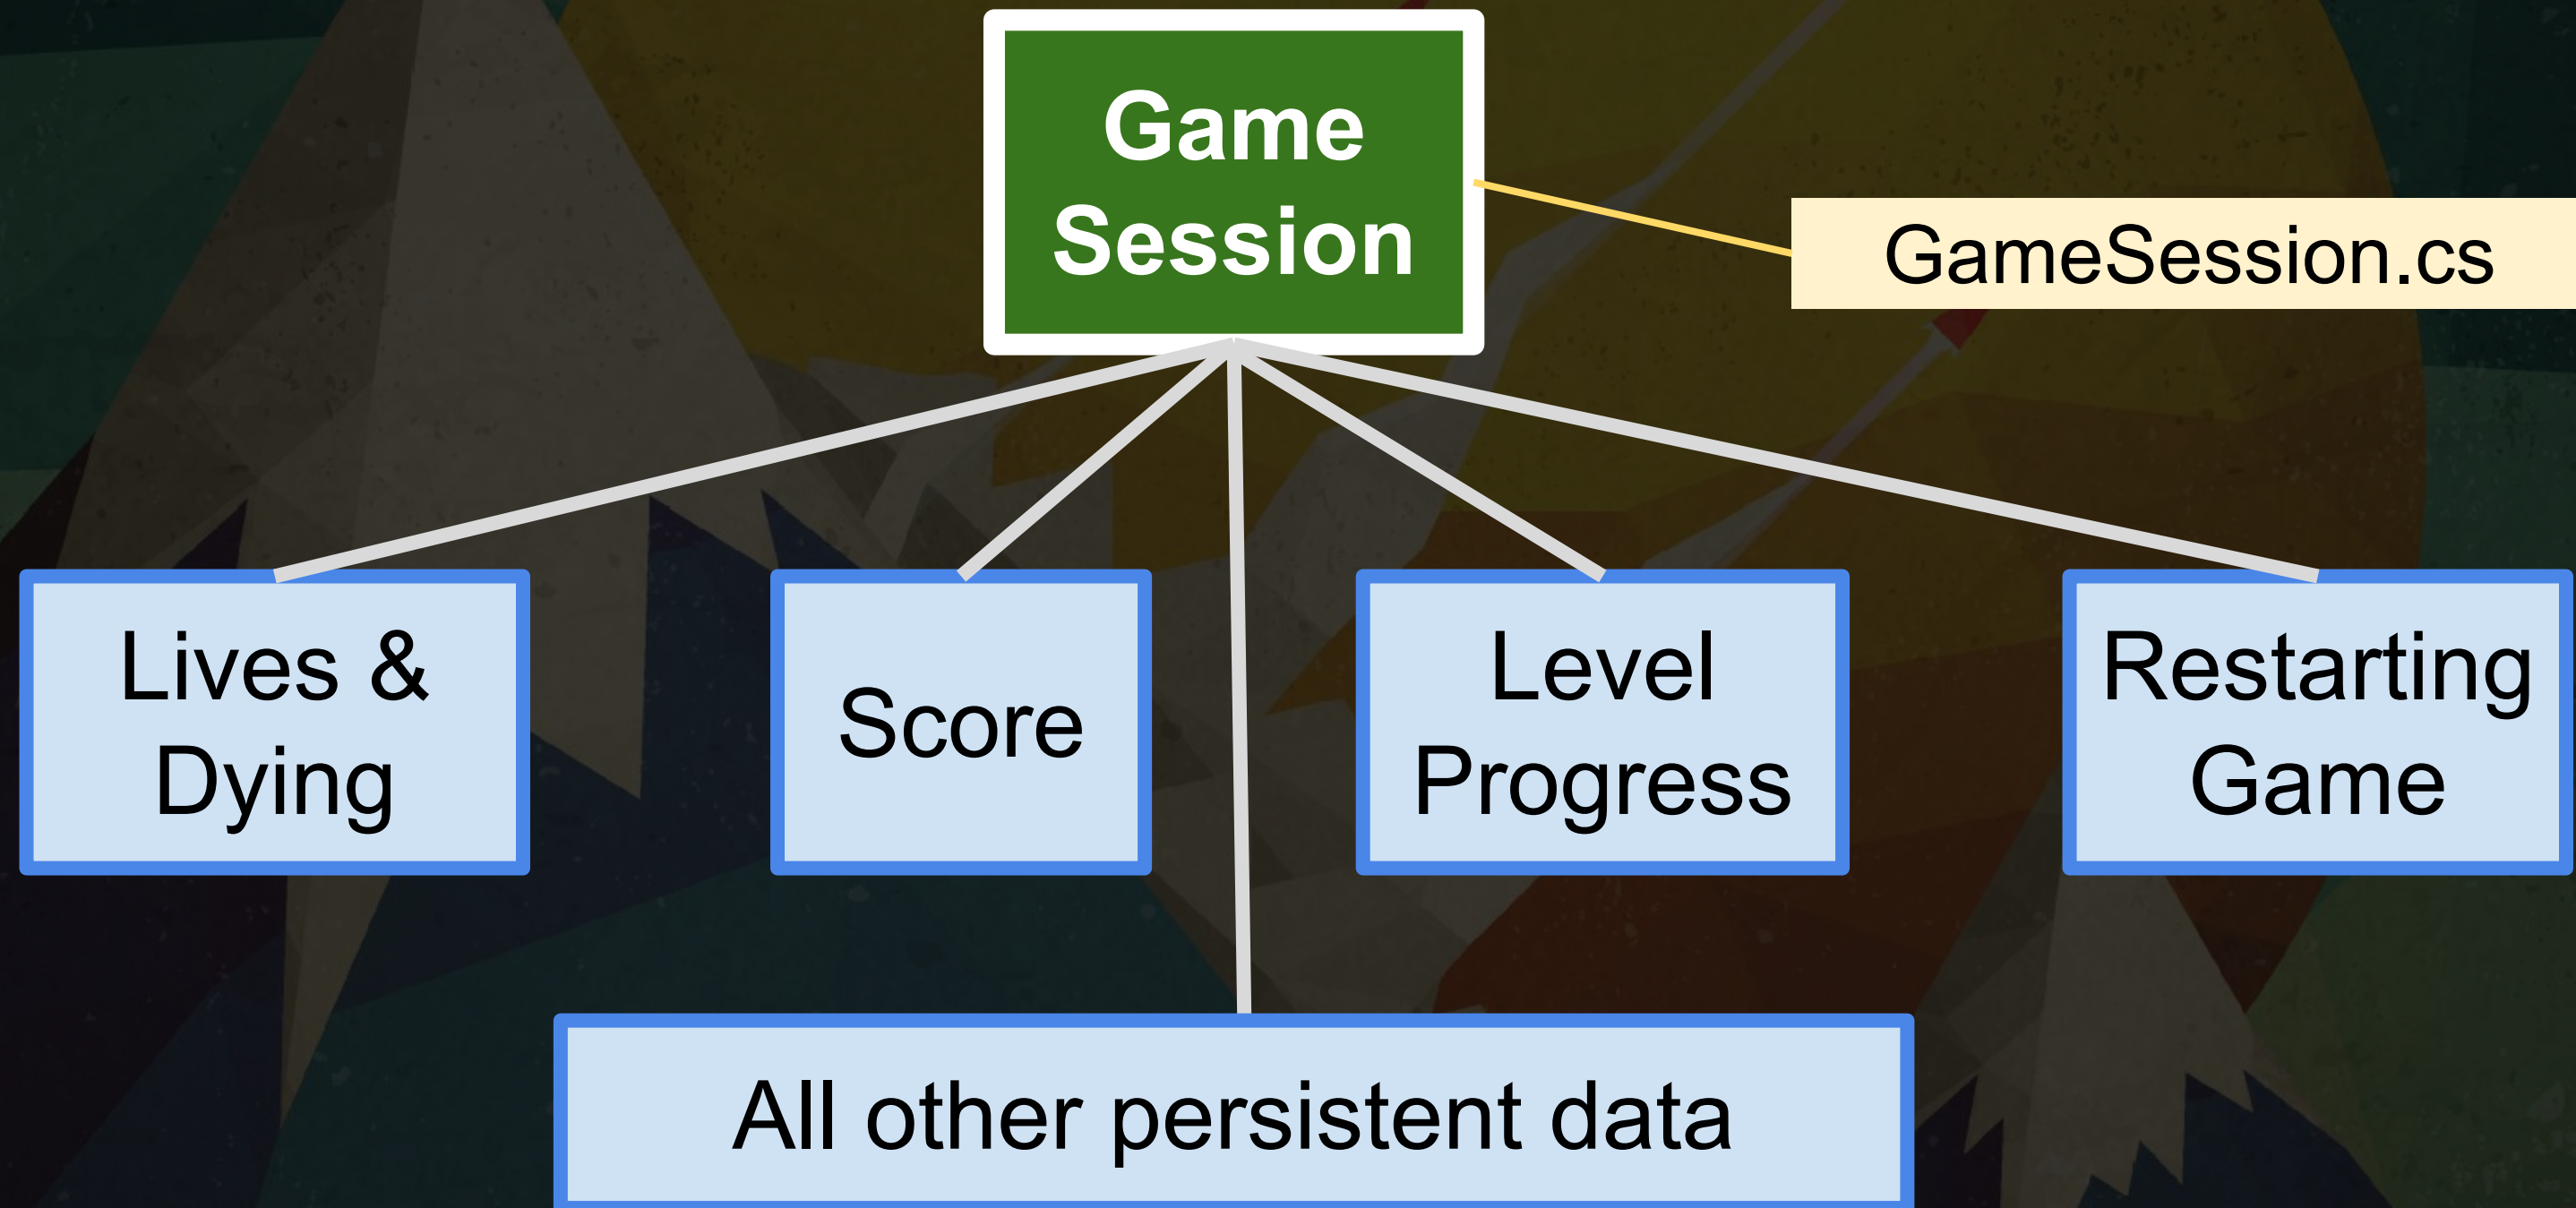 Game
Session
GameSession.cs
Lives &
Dying
Score
Level
Progress
Restarting
Game
All other persistent data